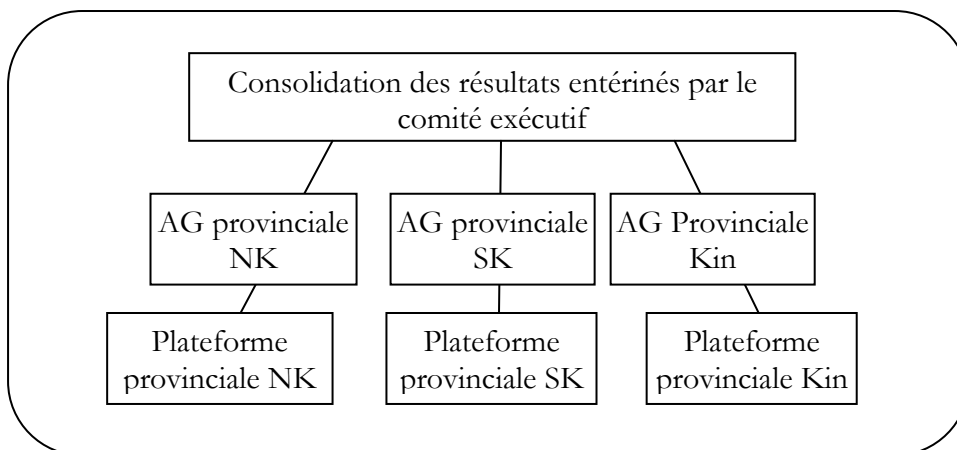 Consolidation des résultats entérinés par le
comité exécutif
AG provinciale
NK
AG provinciale
SK
AG Provinciale
Kin
Plateforme
provinciale NK
Plateforme
provinciale SK
Plateforme
provinciale Kin